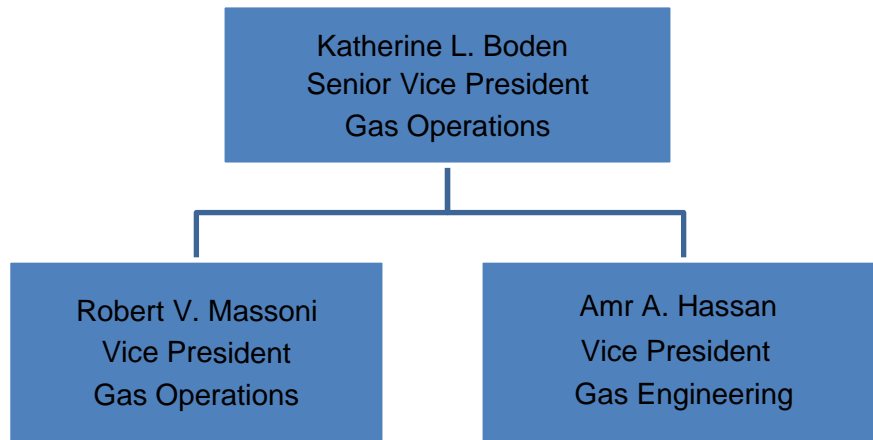 Katherine L. Boden
Senior Vice President
Gas Operations
Robert V. Massoni
Vice President
Gas Operations
Amr A. Hassan
Vice President
Gas Engineering